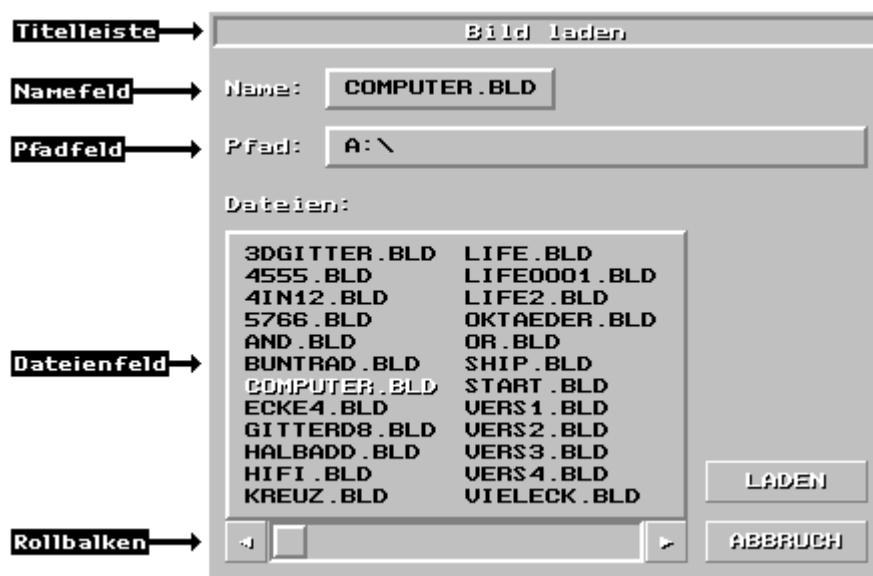 Titelleiste Bild laden
Namefeld Name: COMPUTER.BLD
Pfadfeld Pfad: A:\
Dateien:
3DGITTER.BLD LIFE.BLD
4555.BLD LIFE0001.BLD
4IN12.BLD LIFE2.BLD
5766.BLD OKTAEDER.BLD
AND.BLD OR.BLD
Dateienfeld BUNTRAD.BLD SHIP.BLD
COMPUTER.BLD START.BLD
ECKE4.BLD VERS1.BLD
GITTERD8.BLD VERS2.BLD
HALBADD.BLD VERS3.BLD
HIFI.BLD VERS4.BLD
KREUZ.BLD VIELECK.BLD
LADEN
Rollbalken ABBRUCH